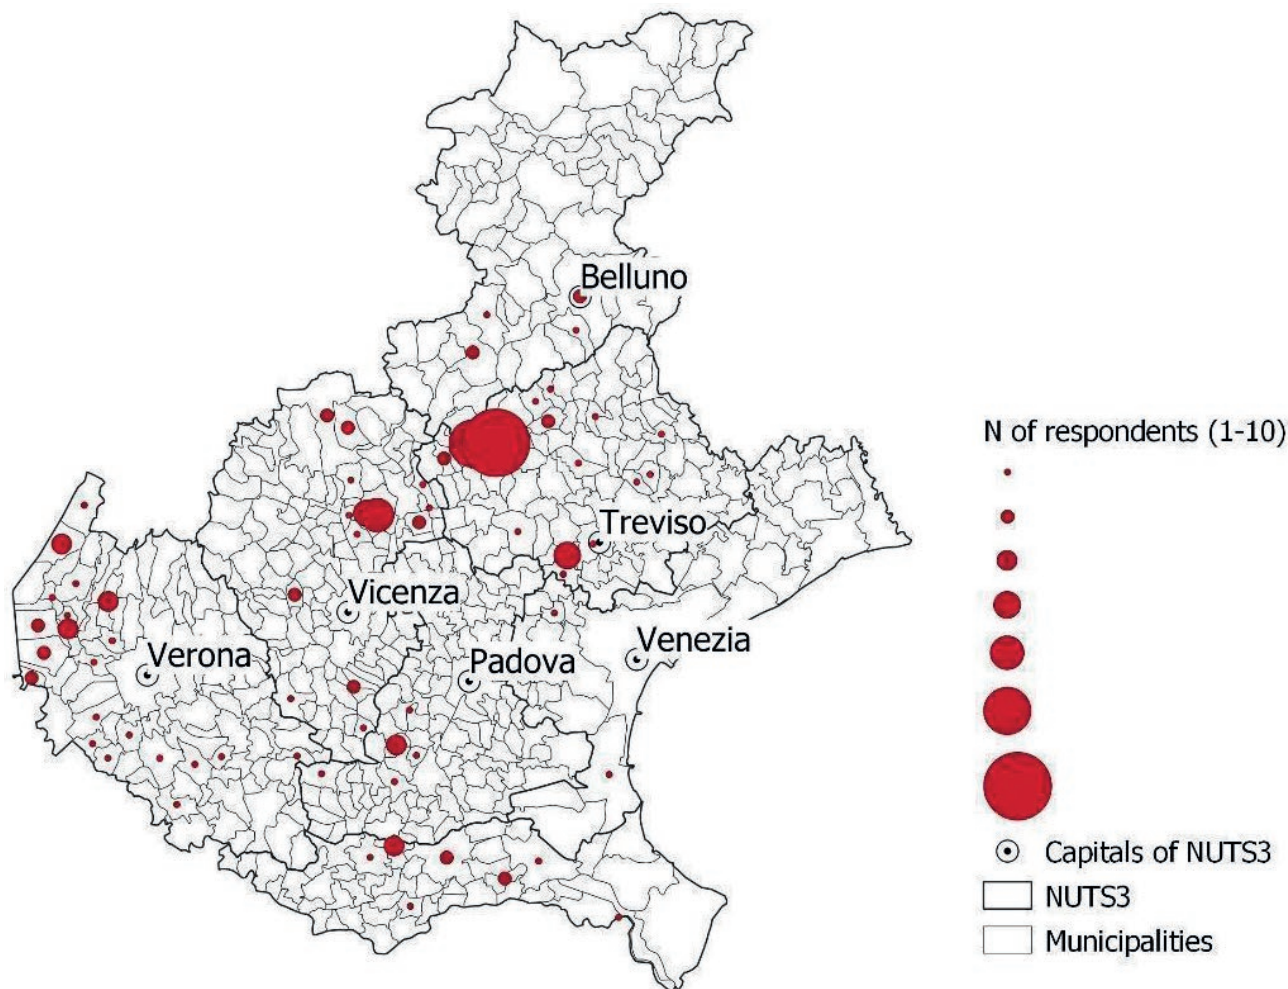 Belluno
Treviso
Vicenza
Venezia
Verona
Padova
N of respondents (1-10)
Capitals of NUTS3
NUTS3
Municipalities